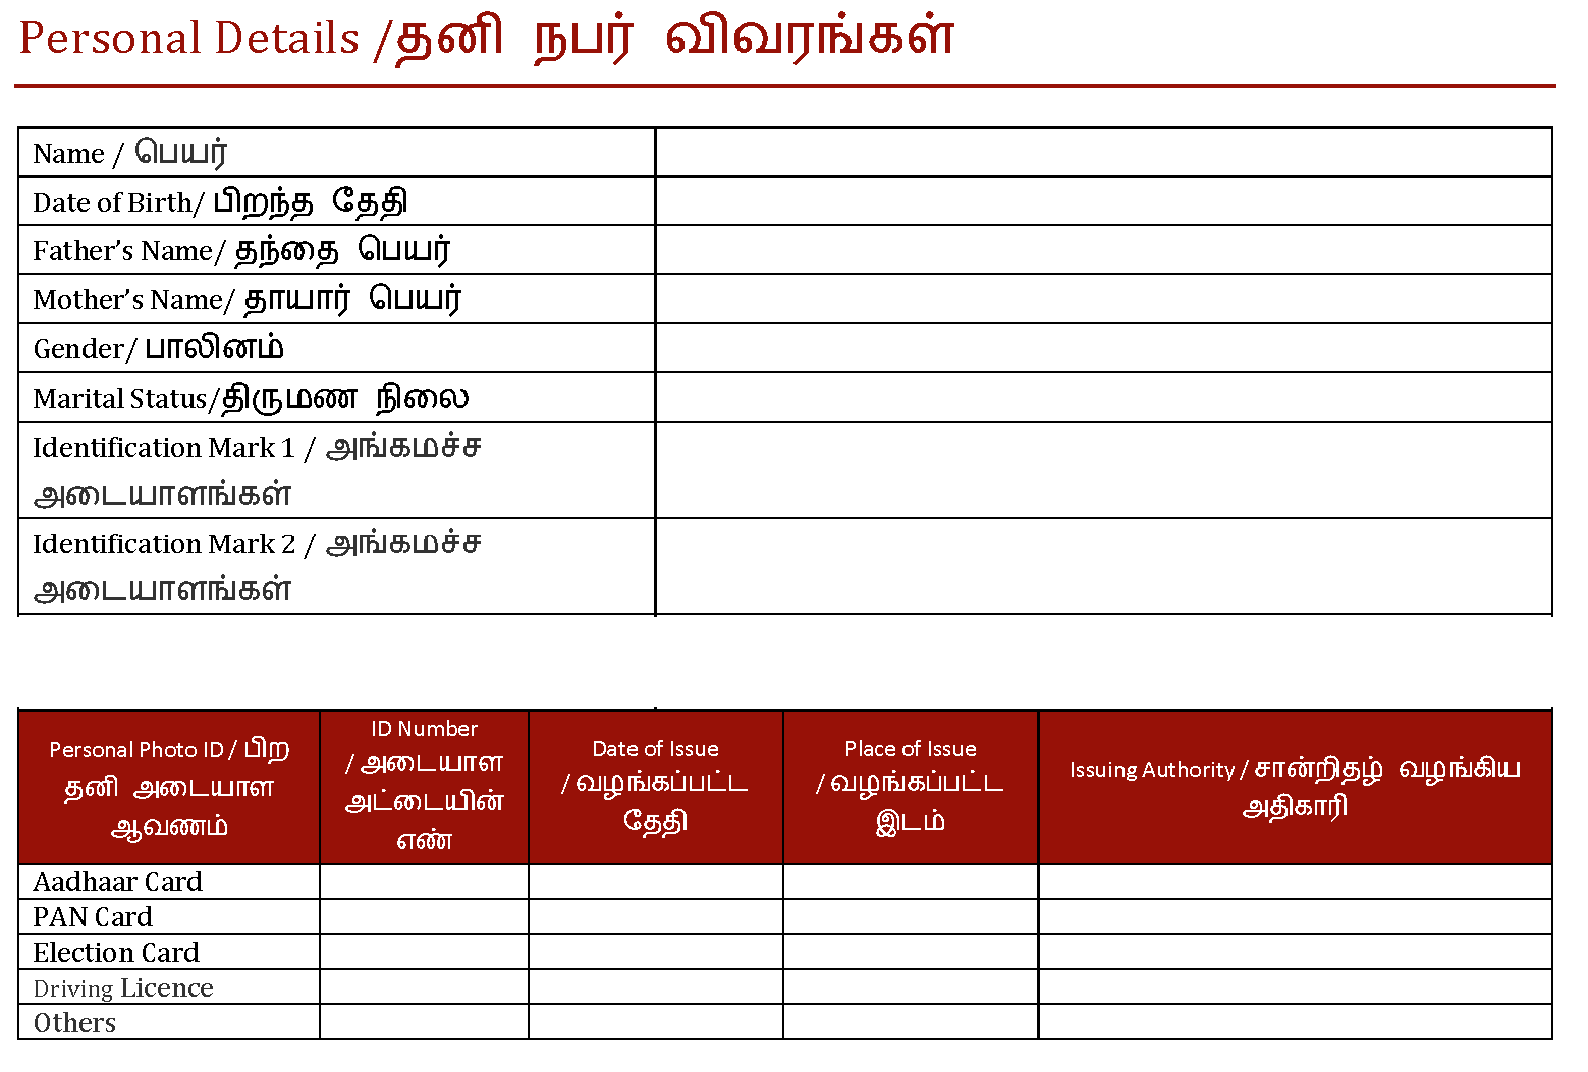 Personal Details /தனி நபர் விவரங்கள்
Name / பெயர்
Date of Birth/ பிறந்த தேதி
Father’s Name/ தந்தை பெயர்
Mother’s Name/ தாயார் பெயர்
Gender/ பாலினம்
Marital Status/திருமண நிலை
Identification Mark 1 / அங்கமச்ச
அடையாளங்கள்
Identification Mark 2 / அங்கமச்ச
அடையாளங்கள்
Personal Photo ID / பிற
தனி அடையாள
ஆவணம்
ID Number
/ அடையாள
அட்டையின்
எண்
Date of Issue
/ வழங்கப்பட்ட
தேதி
Place of Issue
/ வழங்கப்பட்ட
இடம்
Issuing Authority / சான்றிதழ் வழங்கிய
அதிகாரி
Aadhaar Card
PAN Card
Election Card
Driving Licence
Others